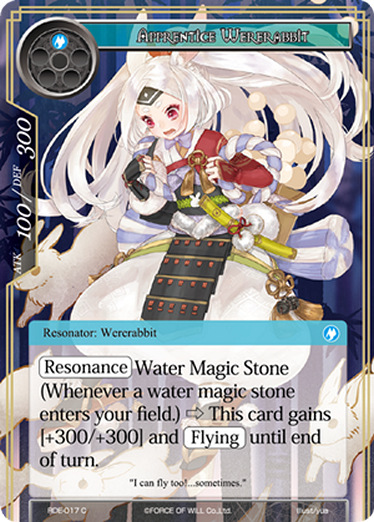 Apprentice Wererabbit
ATK 100 / DEF 300
Resonator: Wererabbit
Resonance Water Magic Stone
(Whenever a water magic stone
enters your field.) ⇨ This card gains
[+300/+300] and Flying until end
of turn.
"I can fly too!...sometimes."
RDE-017 C ©FORCE OF WILL Co.,Ltd. Illust/yue